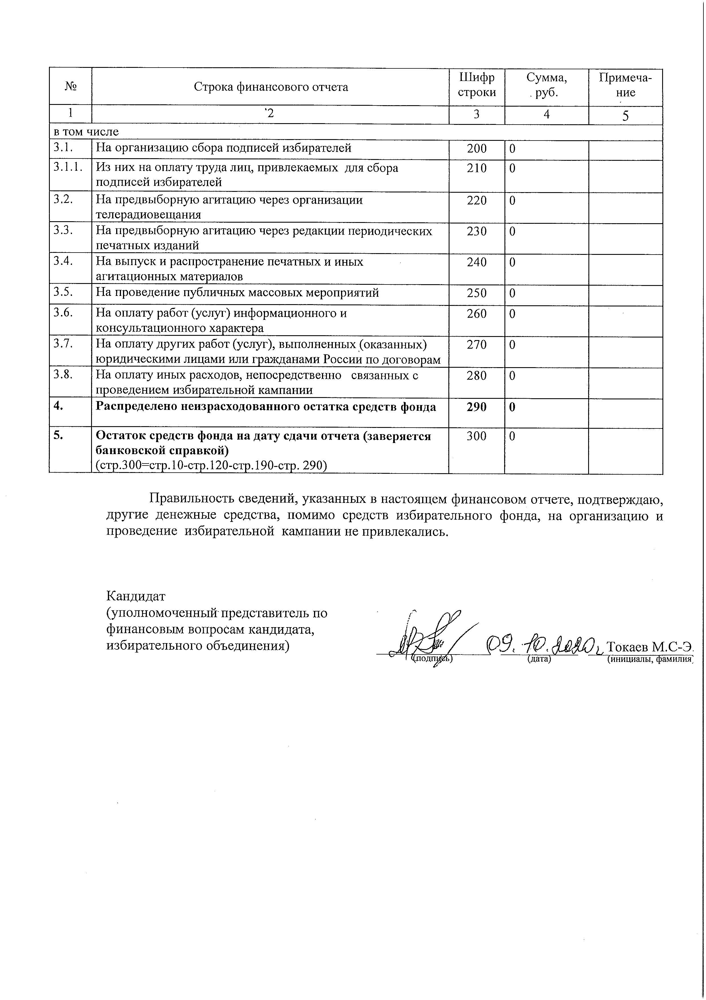 № Строка финансового отчета Шифр строки Сумма, руб. Примеча-ние
1 2 3 4 5
в том числе
3.1. На организацию сбора подписей избирателей 200 0
3.1.1. Из них на оплату труда лиц, привлекаемых для сбора 210 0
подписей избирателей
3.2. На предвыборную агитацию через организации 220 0
телерадиовещания
3.3. На предвыборную агитацию через редакции периодических 230 0
печатных изданий
3.4. На выпуск и распространение печатных и иных 240 0
агитационных материалов
3.5. На проведение публичных массовых мероприятий 250 0
3.6. На оплату работ (услуг) информационного и 260 0
консультационного характера
3.7. На оплату других работ (услуг), выполненных (оказанных) 270 0
юридическими лицами или гражданами России по договорам
3.8. На оплату иных расходов, непосредственно связанных с 280 0
проведением избирательной кампании
4. Распределено неизрасходованного остатка средств фонда 290 0
5. Остаток средств фонда на дату сдачи отчета (заверяется 300 0
банковской справкой)
(стр.300=стр.10-стр.120-стр.190-стр. 290)
Правильность сведений, указанных в настоящем финансовом отчете, подтверждаю,
другие денежные средства, помимо средств избирательного фонда, на организацию и
проведение избирательной кампании не привлекались.
Кандидат
(уполномоченный представитель по
финансовым вопросам кандидата,
избирательного объединения)
09.10.2020г Токаев М.С-Э.
(подпись) (дата) (инициалы, фамилия)